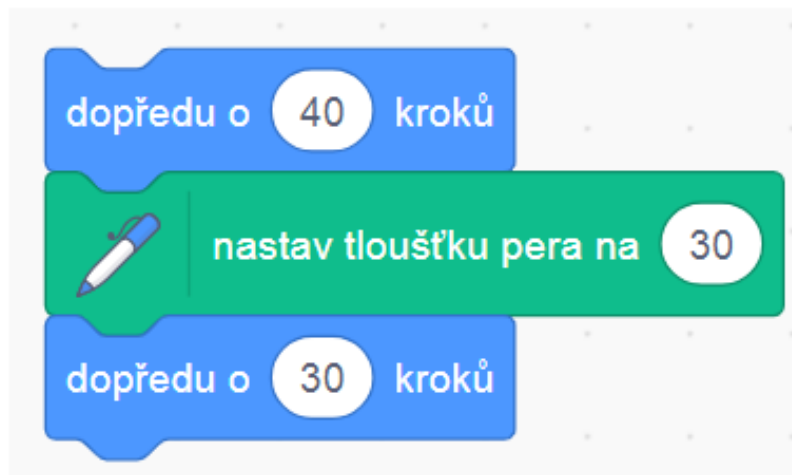 dopředu o 40 kroků
nastav tloušťku pera na 30
dopředu o 30 kroků